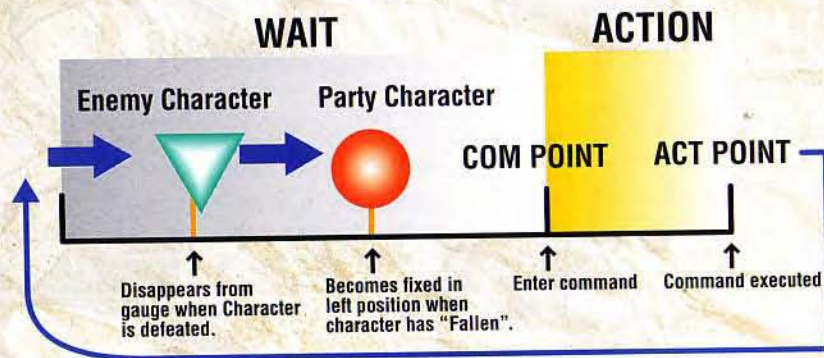 WAIT
ACTION
Enemy Character
Party Character
COM POINT
ACT POINT
Disappears from
gauge when Character
is defeated.
Becomes fixed in
left position when
character has "Fallen".
Enter command
Command executed